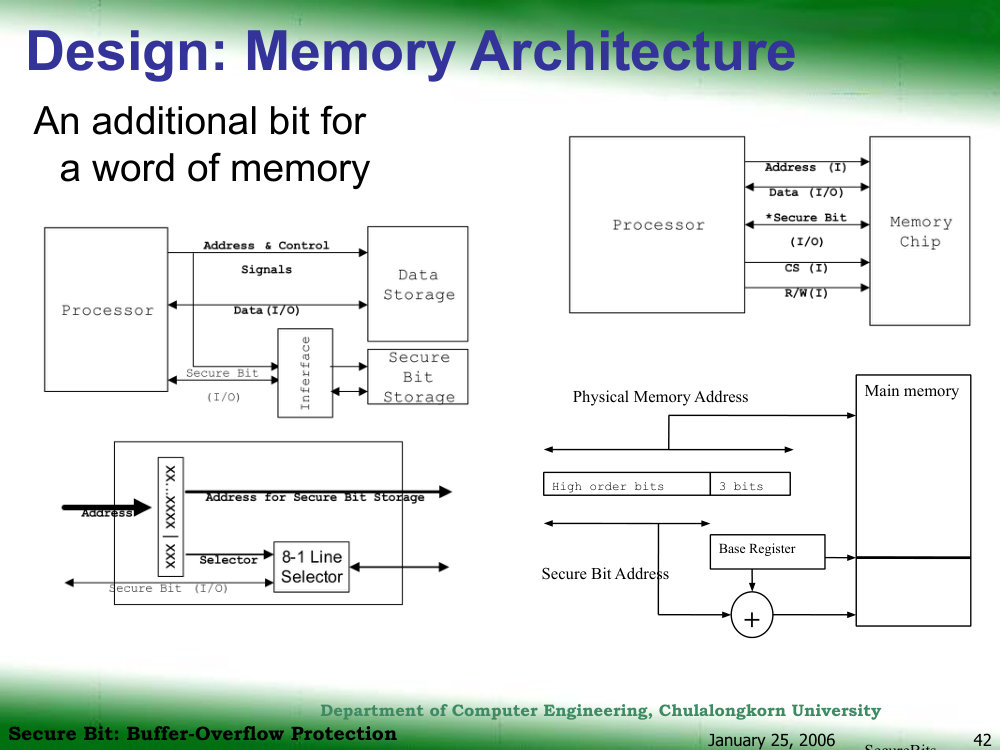 Design: Memory Architecture
An additional bit for
a word of memory
Processor
Address & Control
Signals
Data(I/O)
Data
Storage
Inferface
Secure Bit
(I/O)
Secure
Bit
Storage
Processor
Address (I)
Data (I/O)
*Secure Bit
(I/O)
CS (I)
R/W(I)
Memory
Chip
Address
xxx | xxxx...xx
Address for Secure Bit Storage
Selector
8-1 Line
Selector
Secure Bit (I/O)
Physical Memory Address
Main memory
High order bits
3 bits
Base Register
Secure Bit Address
+
Department of Computer Engineering, Chulalongkorn University
Secure Bit: Buffer-Overflow Protection
January 25, 2006
SecureBits
42